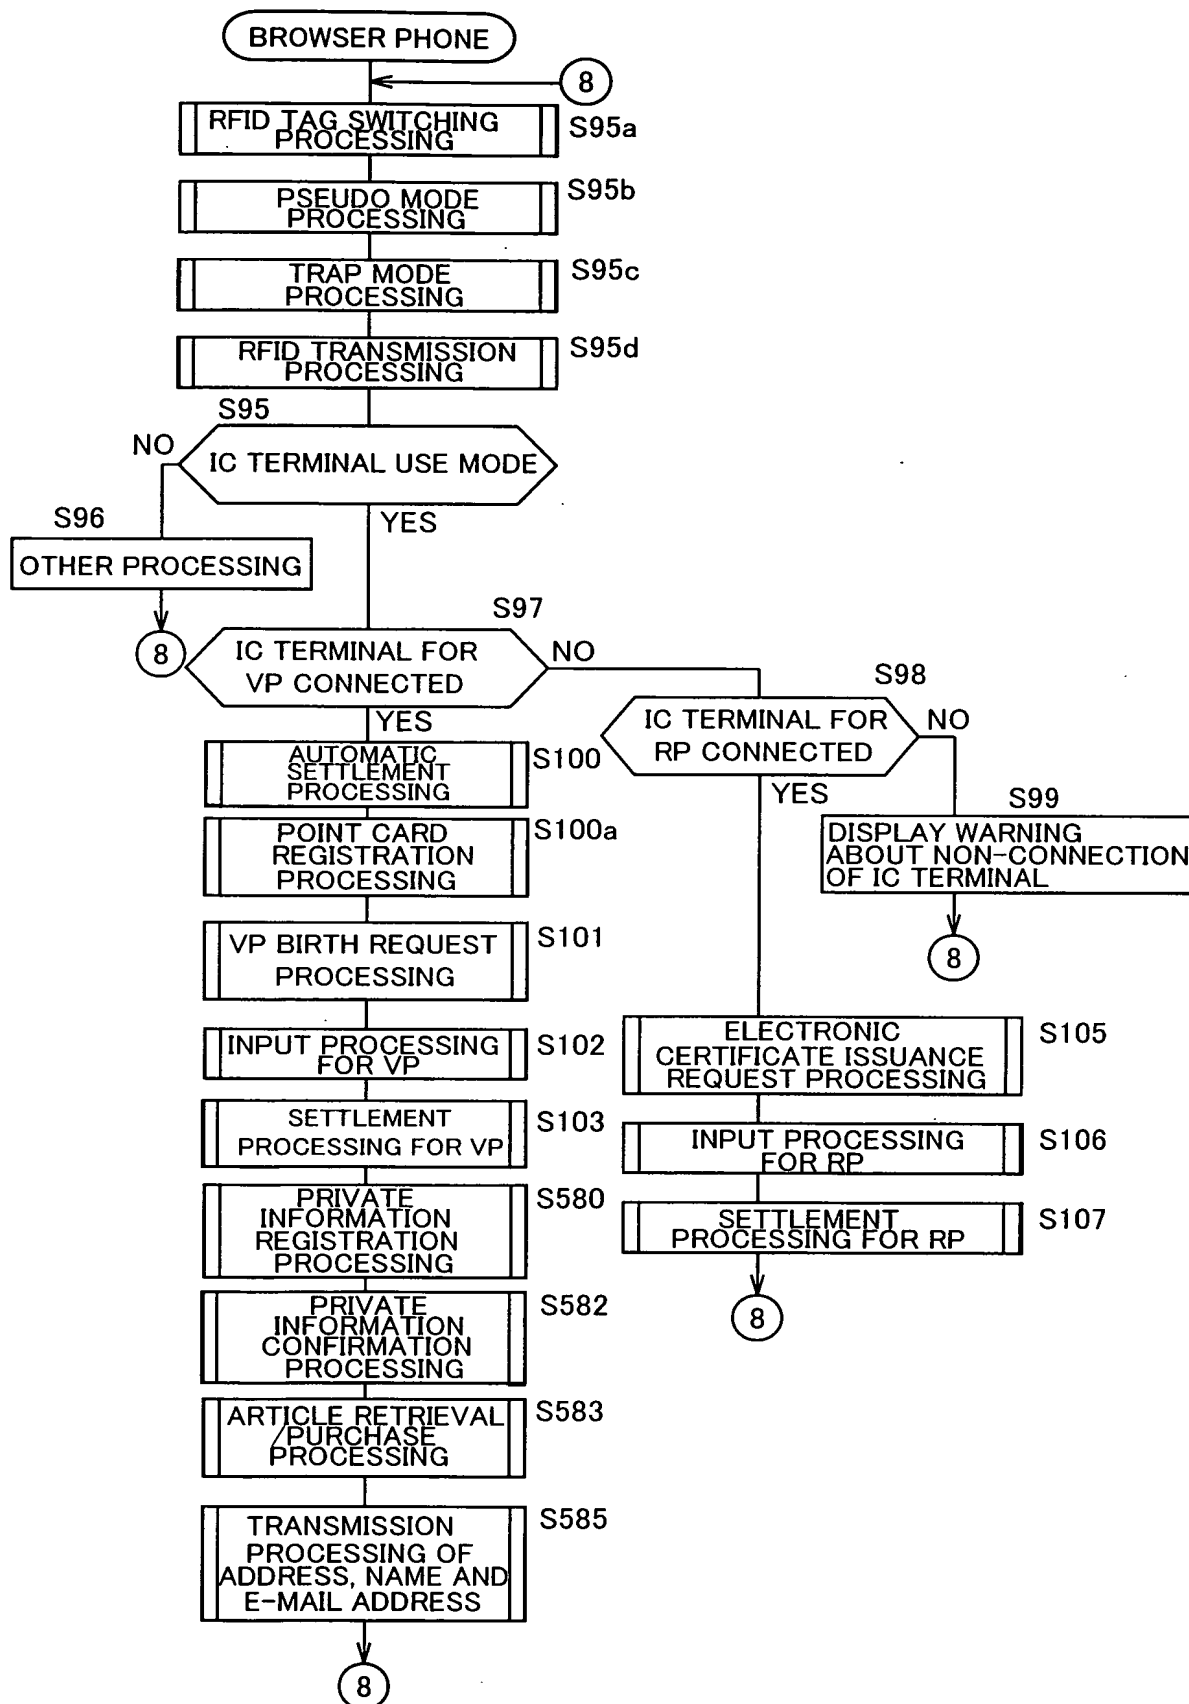 BROWSER PHONE
8
RFID TAG SWITCHING
PROCESSING
S95a
PSEUDO MODE
PROCESSING
S95b
TRAP MODE
PROCESSING
S95c
RFID TRANSMISSION
PROCESSING
S95d
S95
NO
IC TERMINAL USE MODE
YES
S96
OTHER PROCESSING
8
S97
IC TERMINAL FOR
VP CONNECTED
NO
YES
S98
IC TERMINAL FOR
RP CONNECTED
NO
YES
S99
DISPLAY WARNING
ABOUT NON-CONNECTION
OF IC TERMINAL
8
AUTOMATIC
SETTLEMENT
PROCESSING
S100
POINT CARD
REGISTRATION
PROCESSING
S100a
VP BIRTH REQUEST
PROCESSING
S101
INPUT PROCESSING
FOR VP
S102
SETTLEMENT
PROCESSING FOR VP
S103
PRIVATE
INFORMATION
REGISTRATION
PROCESSING
S580
PRIVATE
INFORMATION
CONFIRMATION
PROCESSING
S582
ARTICLE RETRIEVAL
/PURCHASE
PROCESSING
S583
TRANSMISSION
PROCESSING OF
ADDRESS, NAME AND
E-MAIL ADDRESS
S585
8
ELECTRONIC
CERTIFICATE ISSUANCE
REQUEST PROCESSING
S105
INPUT PROCESSING
FOR RP
S106
SETTLEMENT
PROCESSING FOR RP
S107
8